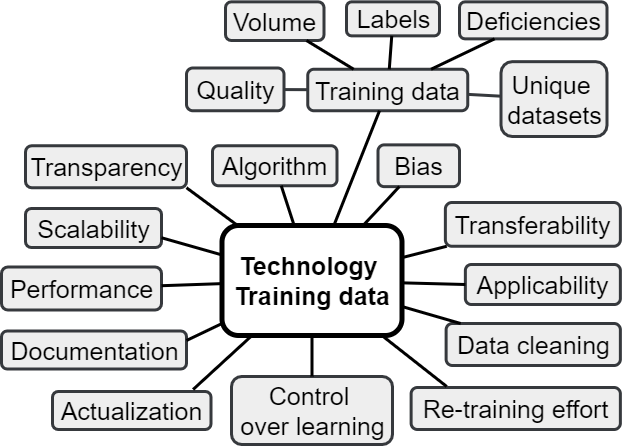 Volume
Labels
Deficiencies
Quality
Training data
Unique
datasets
Transparency
Algorithm
Bias
Scalability
Transferability
Technology
Training data
Performance
Applicability
Documentation
Data cleaning
Actualization
Control
over learning
Re-training effort